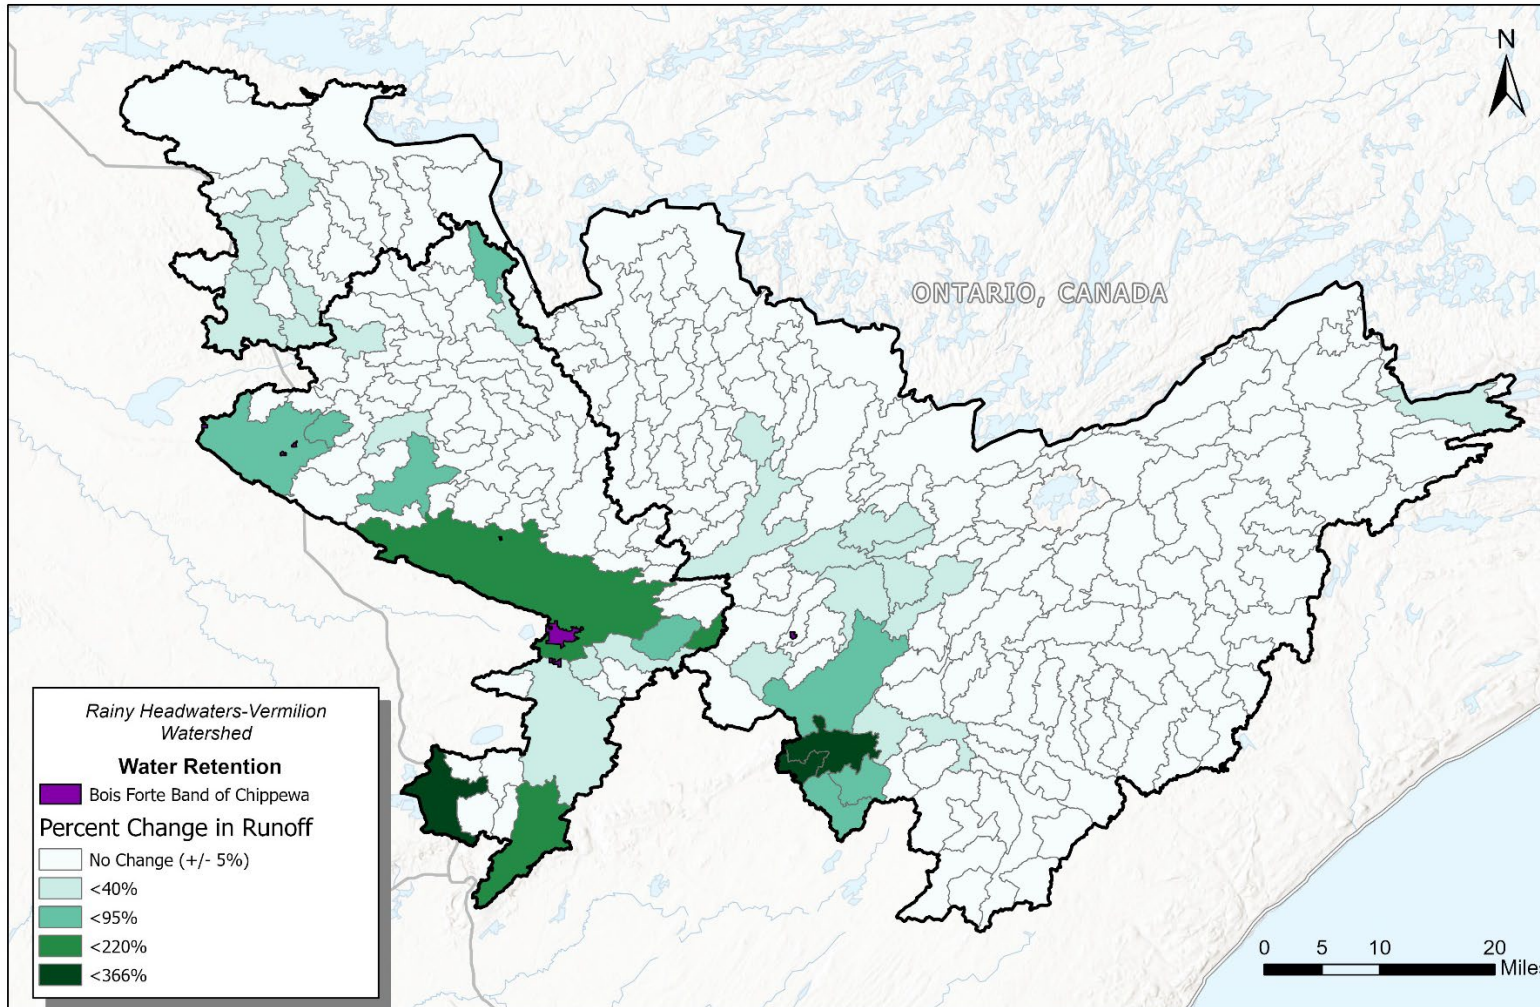 N
ONTARIO, CANADA
Rainy Headwaters-Vermilion
Watershed
Water Retention
Bois Forte Band of Chippewa
Percent Change in Runoff
No Change (+/- 5%)
<40%
<95%
<220%
<366%
0 5 10 20
Miles